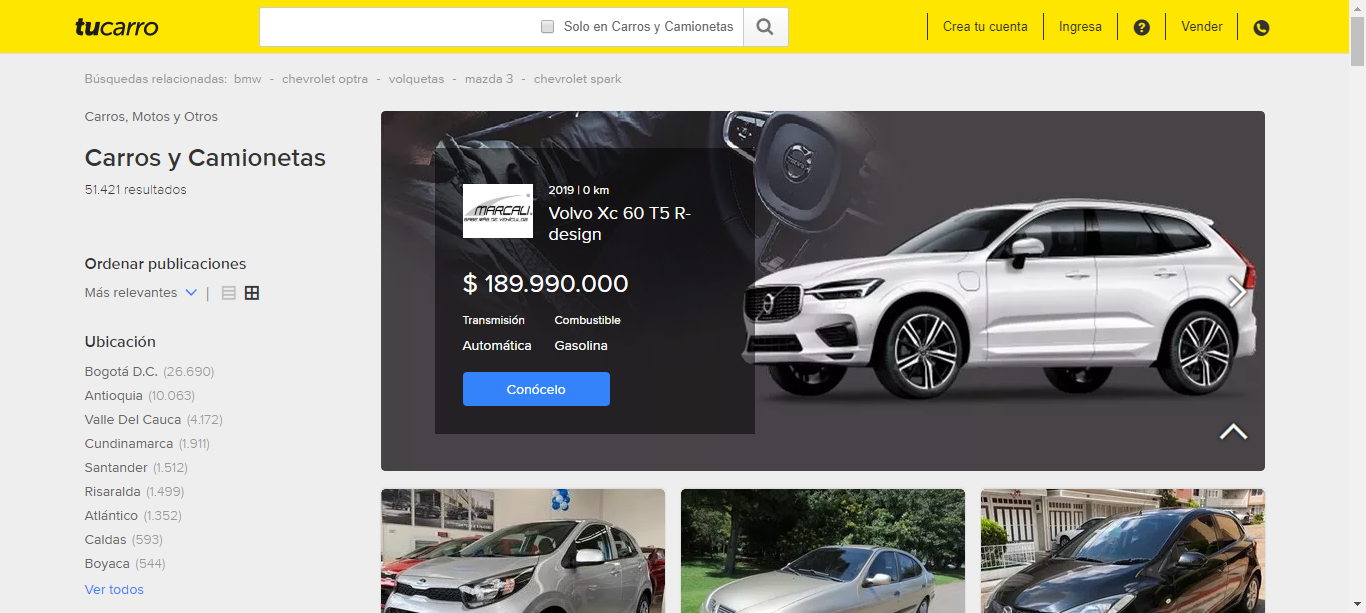 tucarro
Solo en Carros y Camionetas
Crea tu cuenta
Ingresa
?
Vender
Búsquedas relacionadas: bmw - chevrolet optra - volquetas - mazda 3 - chevrolet spark
Carros, Motos y Otros
Carros y Camionetas
51.421 resultados
Ordenar publicaciones
Más relevantes |
Ubicación
Bogotá D.C. (26.690)
Antioquia (10.063)
Valle Del Cauca (4.172)
Cundinamarca (1.911)
Santander (1.512)
Risaralda (1.499)
Atlántico (1.352)
Caldas (593)
Boyaca (544)
Ver todos
MARCALI
2019 | 0 km
Volvo Xc 60 T5 R-
design
$ 189.990.000
Transmisión Combustible
Automática Gasolina
Conócelo